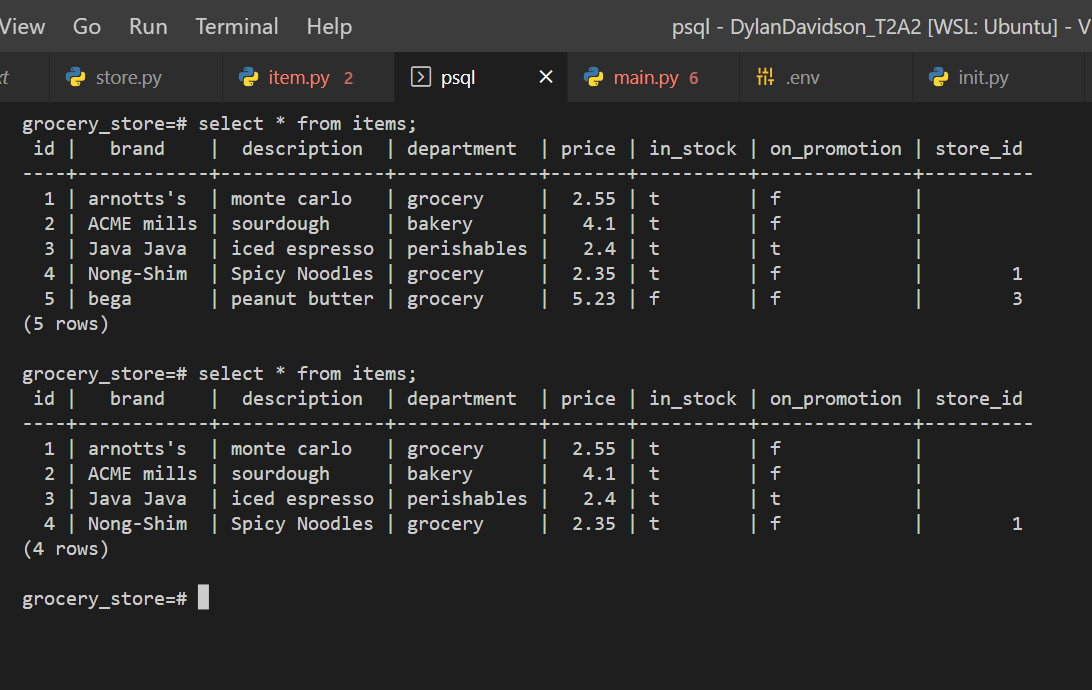 View Go Run Terminal Help psql - DylanDavidson_T2A2 [WSL: Ubuntu] - V
xt store.py item.py 2 psql × main.py 6 .env init.py
grocery_store=# select * from items;
 id |   brand    |  description  | department  | price | in_stock | on_promotion | store_id
----+------------+---------------+-------------+-------+----------+--------------+----------
  1 | arnotts's  | monte carlo   | grocery     |  2.55 | t        | f            |
  2 | ACME mills | sourdough     | bakery      |   4.1 | t        | f            |
  3 | Java Java  | iced espresso | perishables |   2.4 | t        | t            |
  4 | Nong-Shim  | Spicy Noodles | grocery     |  2.35 | t        | f            |        1
  5 | bega       | peanut butter | grocery     |  5.23 | f        | f            |        3
(5 rows)
grocery_store=# select * from items;
 id |   brand    |  description  | department  | price | in_stock | on_promotion | store_id
----+------------+---------------+-------------+-------+----------+--------------+----------
  1 | arnotts's  | monte carlo   | grocery     |  2.55 | t        | f            |
  2 | ACME mills | sourdough     | bakery      |   4.1 | t        | f            |
  3 | Java Java  | iced espresso | perishables |   2.4 | t        | t            |
  4 | Nong-Shim  | Spicy Noodles | grocery     |  2.35 | t        | f            |        1
(4 rows)
grocery_store=#